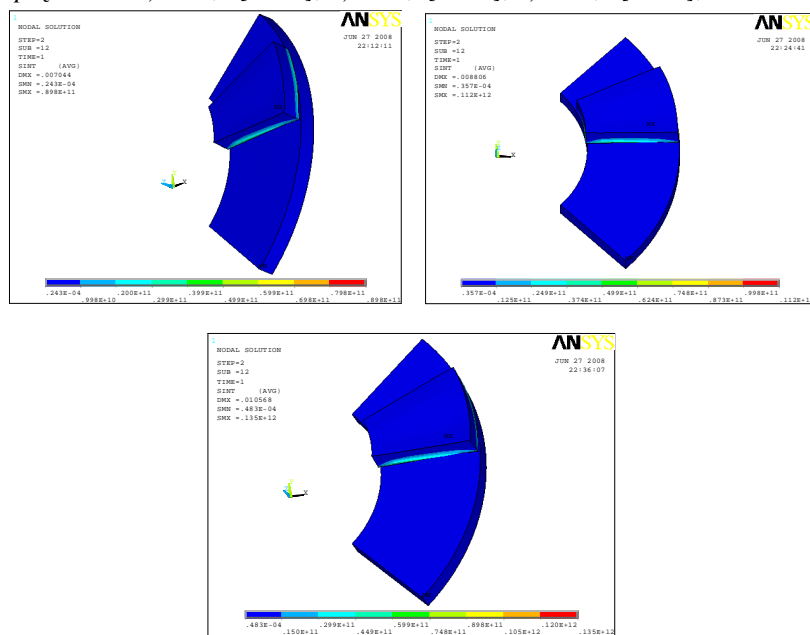 1
NODAL SOLUTION
STEP=2
SUB =12
TIME=1
SINT (AVG)
DMX =.007044
SMN =.243E-04
SMX =.898E+11
ANSYS
JUN 27 2008
22:12:11
MX
X
.243E-04 .200E+11 .399E+11 .599E+11 .798E+11
.998E+10 .299E+11 .499E+11 .698E+11 .898E+11
1
NODAL SOLUTION
STEP=2
SUB =12
TIME=1
SINT (AVG)
DMX =.008806
SMN =.357E-04
SMX =.112E+12
ANSYS
JUN 27 2008
22:24:41
X
.357E-04 .249E+11 .499E+11 .748E+11 .998E+11
.125E+11 .374E+11 .624E+11 .873E+11 .112E+1
1
NODAL SOLUTION
STEP=2
SUB =12
TIME=1
SINT (AVG)
DMX =.010568
SMN =.483E-04
SMX =.135E+12
ANSYS
JUN 27 2008
22:36:07
X
.483E-04 .299E+11 .599E+11 .898E+11 .120E+12
.150E+11 .449E+11 .748E+11 .105E+12 .135E+12